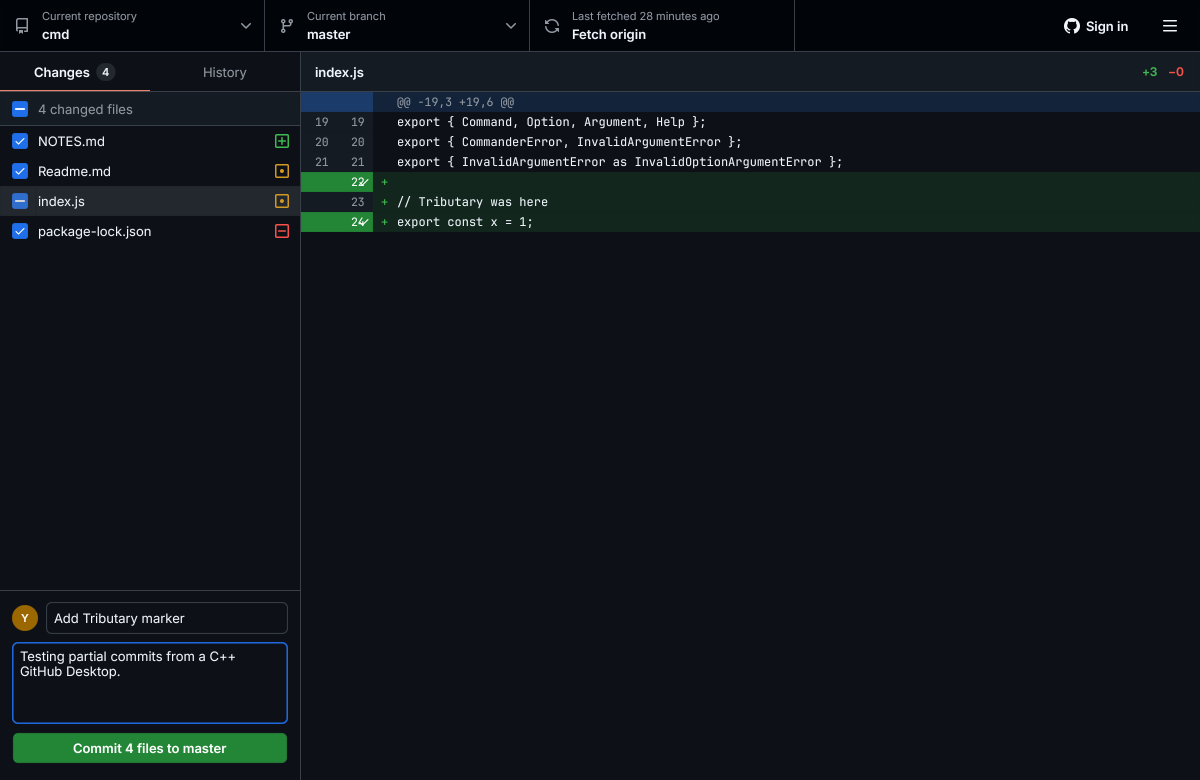 Current repository
cmd
Current branch
master
Last fetched 28 minutes ago
Fetch origin
Sign in
Changes 4
History
index.js
+3 −0
4 changed files
NOTES.md
Readme.md
index.js
package-lock.json
@@ -19,3 +19,6 @@
19 19 export { Command, Option, Argument, Help };
20 20 export { CommanderError, InvalidArgumentError };
21 21 export { InvalidArgumentError as InvalidOptionArgumentError };
22 +
23 + // Tributary was here
24 + export const x = 1;
Y
Add Tributary marker
Testing partial commits from a C++
GitHub Desktop.
Commit 4 files to master